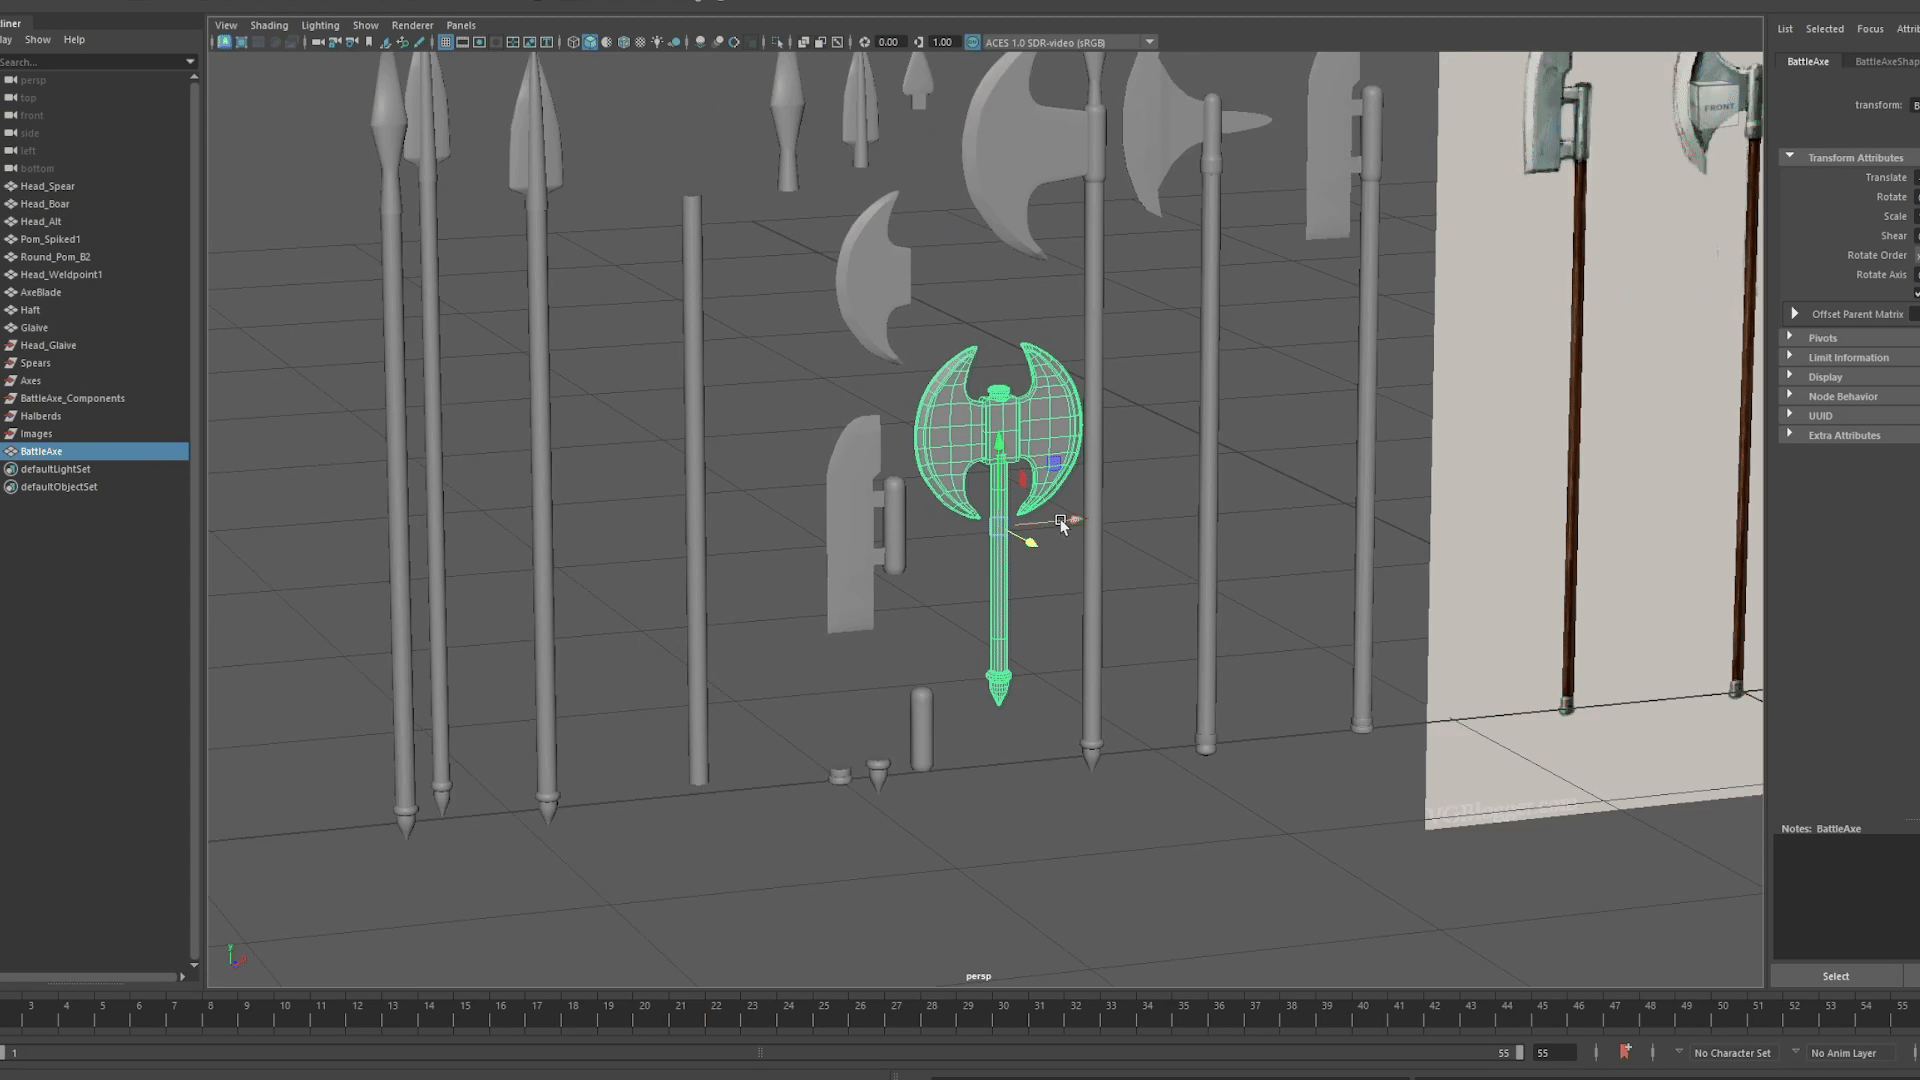 liner
View Shading Lighting Show Renderer Panels
lay Show Help
List Selected Focus Attri
0.00 1.00 ACES 1.0 SDR-video (sRGB)
Search...
BattleAxe BattleAxeShap
persp
top
front
side
left
bottom
Head_Spear
Head_Boar
Head_Alt
Pom_Spiked1
Round_Pom_B2
Head_Weldpoint1
AxeBlade
Haft
Glaive
Head_Glaive
Spears
Axes
BattleAxe_Components
Halberds
Images
BattleAxe
defaultLightSet
defaultObjectSet
FRONT
transform: B
Transform Attributes
Translate
Rotate
Scale
Shear
Rotate Order
Rotate Axis
Offset Parent Matrix
Pivots
Limit Information
Display
Node Behavior
UUID
Extra Attributes
Notes: BattleAxe
Select
y
persp
3 4 5 6 7 8 9 10 11 12 13 14 15 16 17 18 19 20 21 22 23 24 25 26 27 28 29 30 31 32 33 34 35 36 37 38 39 40 41 42 43 44 45 46 47 48 49 50 51 52 53 54 55
1 55 55 No Character Set No Anim Layer